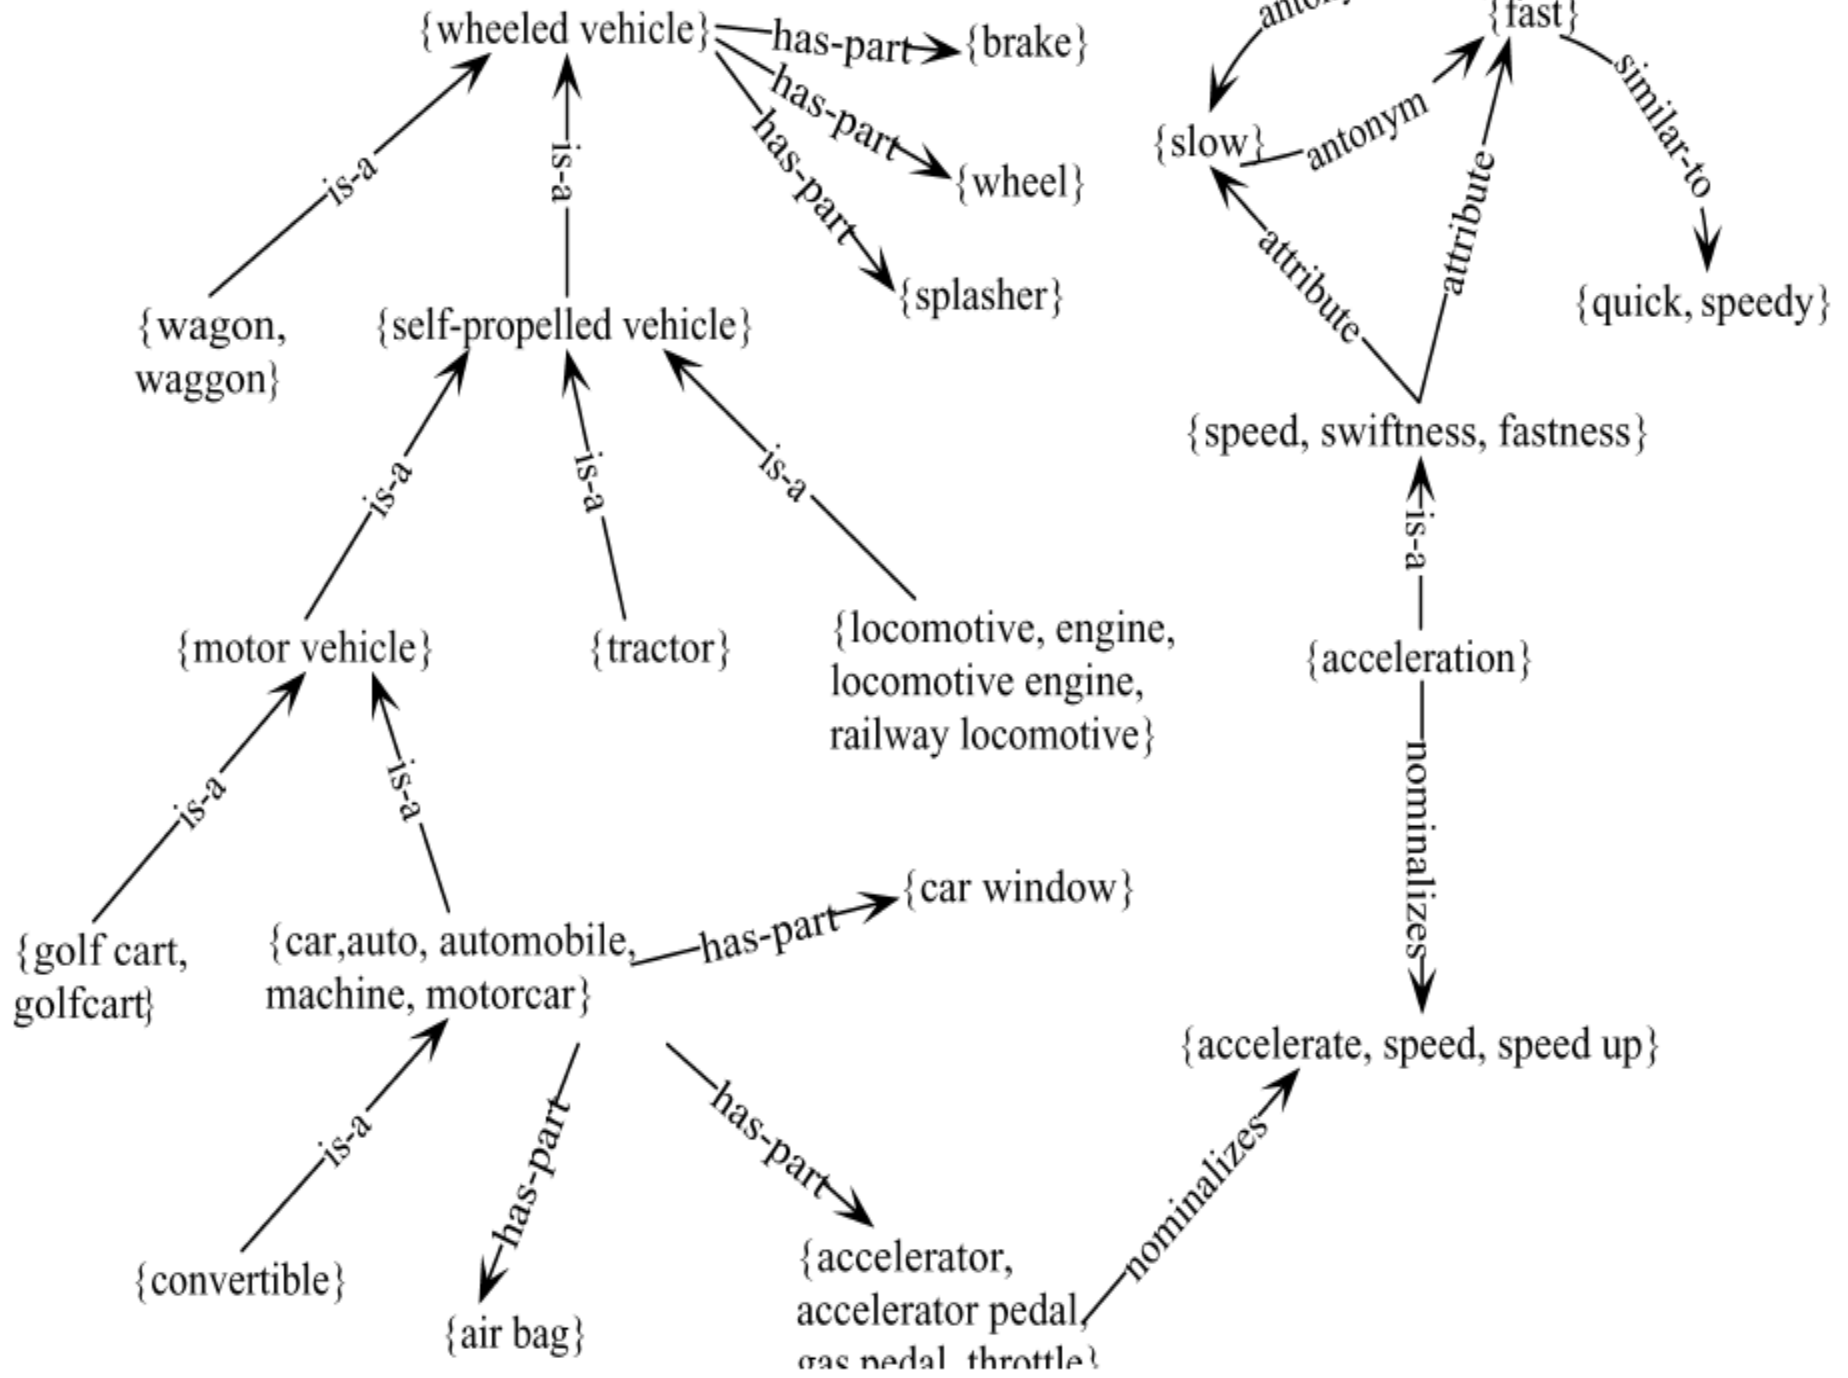 {wheeled vehicle}
has-part
{brake}
{fast}
has-part
{wheel}
has-part
{splasher}
is-a
is-a
{slow}
antonym
similar-to
attribute
attribute
{quick, speedy}
{wagon,
waggon}
{self-propelled vehicle}
{speed, swiftness, fastness}
is-a
is-a
is-a
is-a
{motor vehicle}
{tractor}
{locomotive, engine,
locomotive engine,
railway locomotive}
{acceleration}
is-a
is-a
nominalizes
{golf cart,
golfcart}
{car,auto, automobile,
machine, motorcar}
has-part
{car window}
{accelerate, speed, speed up}
is-a
has-part
has-part
nominalizes
{convertible}
{air bag}
{accelerator,
accelerator pedal,
gas pedal, throttle}